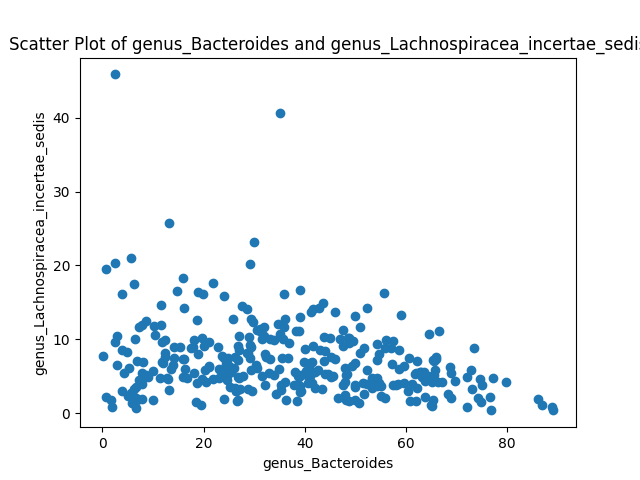 Scatter Plot of genus_Bacteroides and genus_Lachnospiracea_incertae_sedis
genus_Lachnospiracea_incertae_sedis
40
30
20
10
0
0 20 40 60 80
genus_Bacteroides